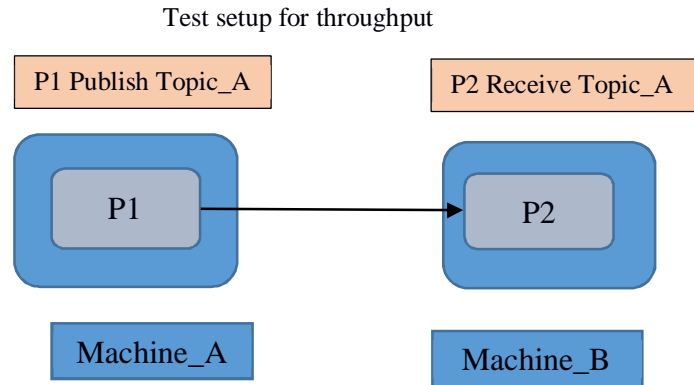 Test setup for throughput
P1 Publish Topic_A
P2 Receive Topic_A
P1
P2
Machine_A
Machine_B